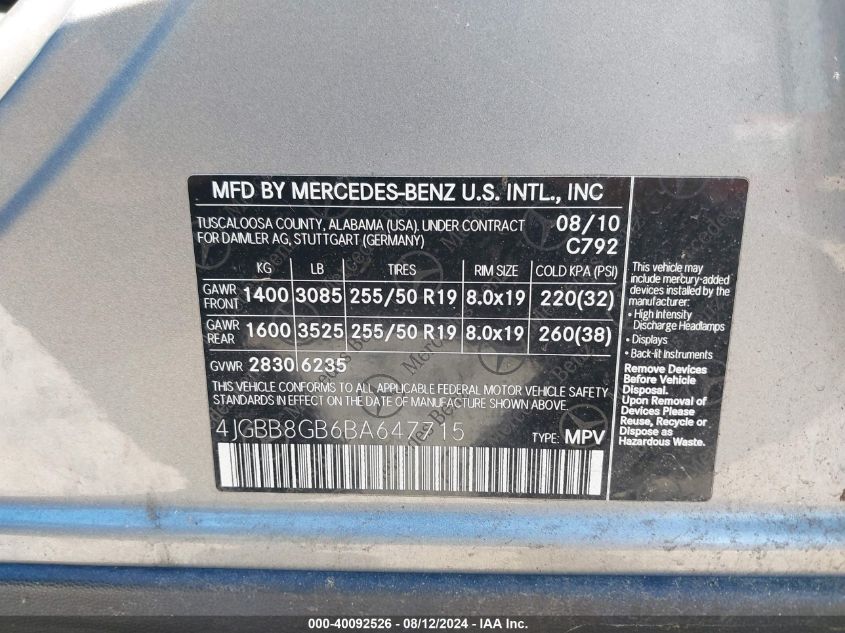 MFD BY MERCEDES-BENZ U.S. INTL., INC
TUSCALOOSA COUNTY, ALABAMA (USA). UNDER CONTRACT 08/10
FOR DAIMLER AG, STUTTGART (GERMANY) C792
KG LB TIRES RIM SIZE COLD KPA (PSI)
GAWR FRONT 1400 3085 255/50 R19 8.0x19 220(32)
GAWR REAR 1600 3525 255/50 R19 8.0x19 260(38)
GVWR 2830 6235
THIS VEHICLE CONFORMS TO ALL APPLICABLE FEDERAL MOTOR VEHICLE SAFETY
STANDARDS IN EFFECT ON THE DATE OF MANUFACTURE SHOWN ABOVE.
4JGBB8GB6BA647715
TYPE: MPV
This vehicle may
include mercury-added
devices installed by the
manufacturer:
• High Intensity
Discharge Headlamps
• Displays
• Back-lit Instruments
Remove Devices
Before Vehicle
Disposal.
Upon Removal of
Devices Please
Reuse, Recycle or
Dispose as
Hazardous Waste.
000-40092526 - 08/12/2024 - IAAI.com